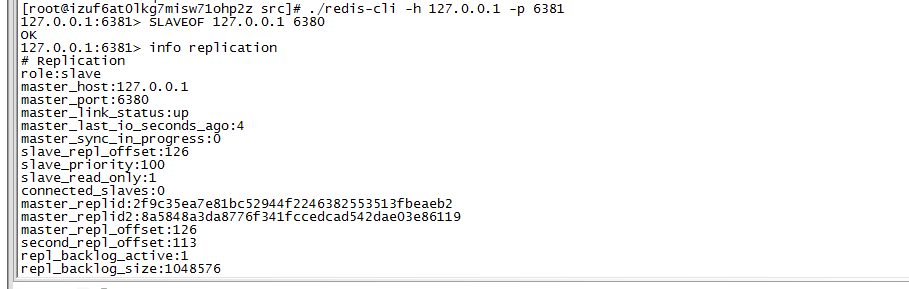 [root@izuf6at0lkg7misw71ohp2z src]# ./redis-cli -h 127.0.0.1 -p 6381
127.0.0.1:6381> SLAVEOF 127.0.0.1 6380
OK
127.0.0.1:6381> info replication
# Replication
role:slave
master_host:127.0.0.1
master_port:6380
master_link_status:up
master_last_io_seconds_ago:4
master_sync_in_progress:0
slave_repl_offset:126
slave_priority:100
slave_read_only:1
connected_slaves:0
master_replid:2f9c35ea7e81bc52944f2246382553513fbeaeb2
master_replid2:8a5848a3da8776f341fccedcad542dae03e86119
master_repl_offset:126
second_repl_offset:113
repl_backlog_active:1
repl_backlog_size:1048576